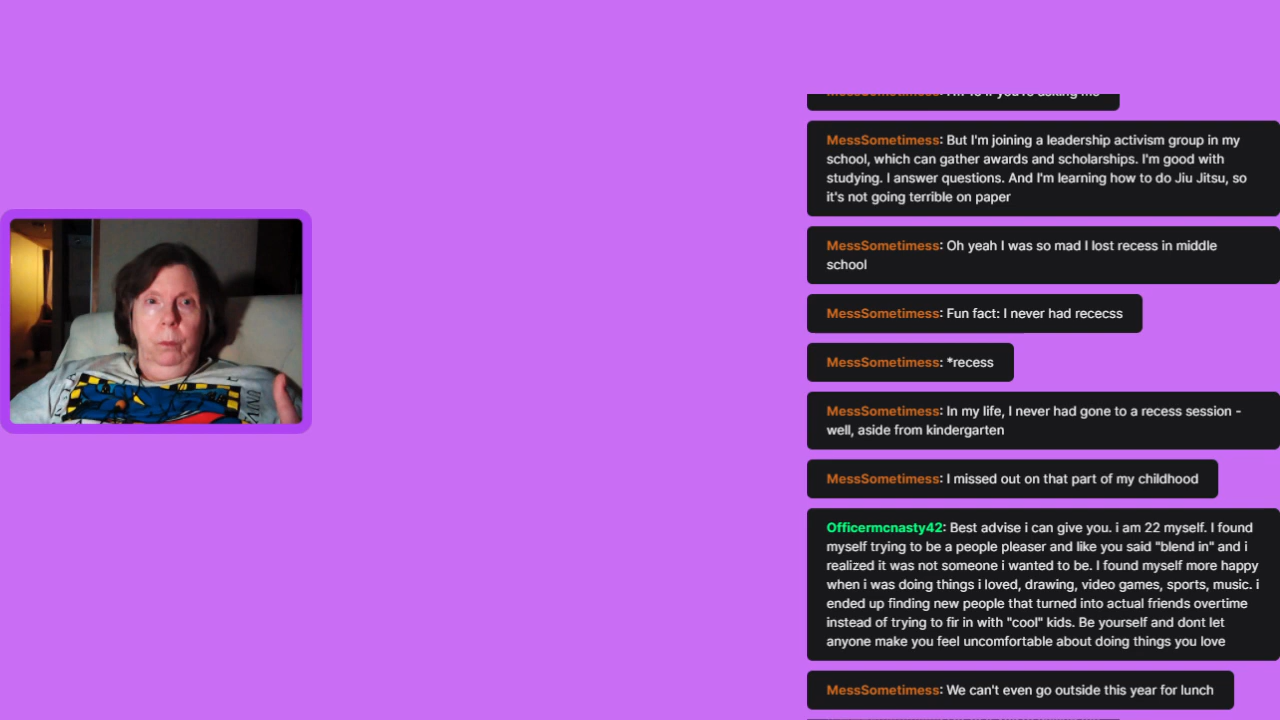 MessSometimess: But I'm joining a leadership activism group in my
school, which can gather awards and scholarships. I'm good with
studying. I answer questions. And I'm learning how to do Jiu Jitsu, so
it's not going terrible on paper
MessSometimess: Oh yeah I was so mad I lost recess in middle
school
MessSometimess: Fun fact: I never had rececss
MessSometimess: *recess
MessSometimess: In my life, I never had gone to a recess session -
well, aside from kindergarten
MessSometimess: I missed out on that part of my childhood
Officermcnasty42: Best advise i can give you. i am 22 myself. I found
myself trying to be a people pleaser and like you said "blend in" and i
realized it was not someone i wanted to be. I found myself more happy
when i was doing things i loved, drawing, video games, sports, music. i
ended up finding new people that turned into actual friends overtime
instead of trying to fir in with "cool" kids. Be yourself and dont let
anyone make you feel uncomfortable about doing things you love
MessSometimess: We can't even go outside this year for lunch